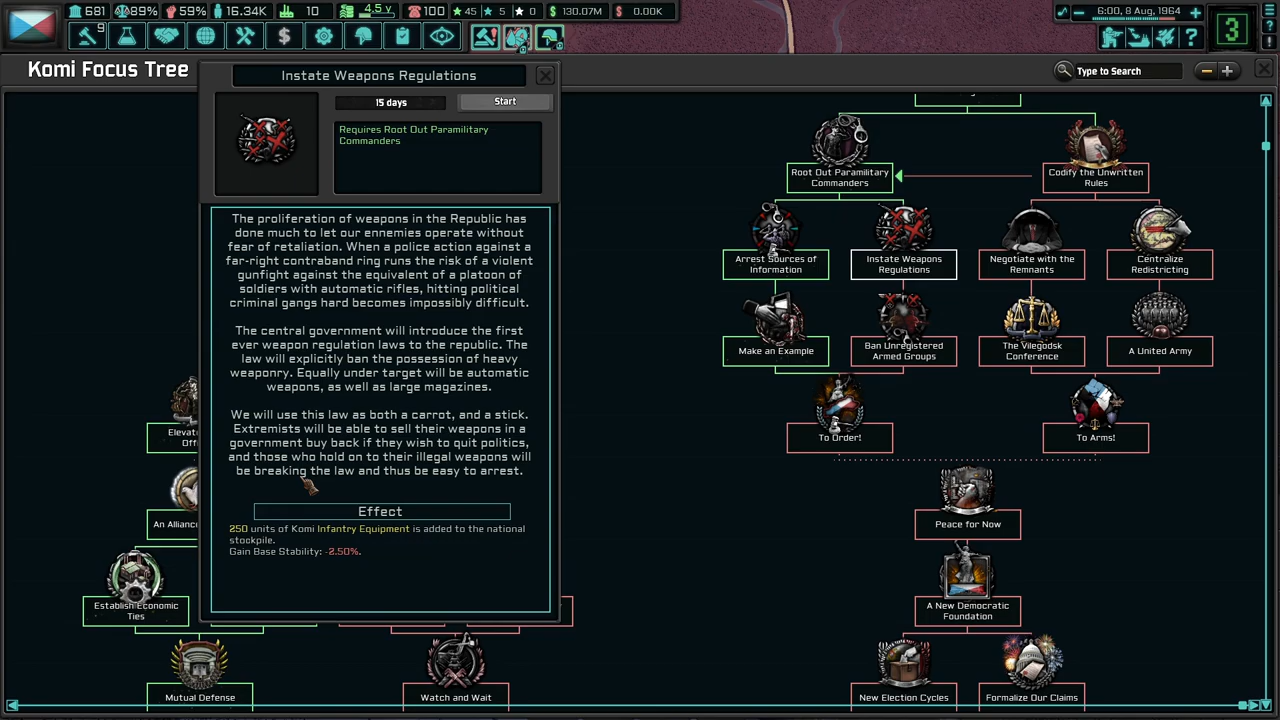 681 89% 59% 16.34K 10 4.5 v 100 45 5 0 130.07M 0.00K 6:00, 8 Aug, 1964
9 3
Komi Focus Tree
Type to Search
Instate Weapons Regulations
15 days
Start
Requires Root Out Paramilitary
Commanders
The proliferation of weapons in the Republic has
done much to let our ennemies operate without
fear of retaliation. When a police action against a
far-right contraband ring runs the risk of a violent
gunfight against the equivalent of a platoon of
soldiers with automatic rifles, hitting political
criminal gangs hard becomes impossibly difficult.
The central government will introduce the first
ever weapon regulation laws to the republic. The
law will explicitly ban the possession of heavy
weaponry. Equally under target will be automatic
weapons, as well as large magazines.
We will use this law as both a carrot, and a stick.
Extremists will be able to sell their weapons in a
government buy back if they wish to quit politics,
and those who hold on to their illegal weapons will
be breaking the law and thus be easy to arrest.
Effect
250 units of Komi Infantry Equipment is added to the national
stockpile.
Gain Base Stability: -2.50%.
Root Out Paramilitary
Commanders
Codify the Unwritten
Rules
Arrest Sources of
Information
Instate Weapons
Regulations
Negotiate with the
Remnants
Centralize
Redistricting
Make an Example
Ban Unregistered
Armed Groups
The Vilegodsk
Conference
A United Army
To Order!
To Arms!
Peace for Now
A New Democratic
Foundation
New Election Cycles
Formalize Our Claims
An Allian
Establish Economic
Ties
Mutual Defense
Watch and Wait